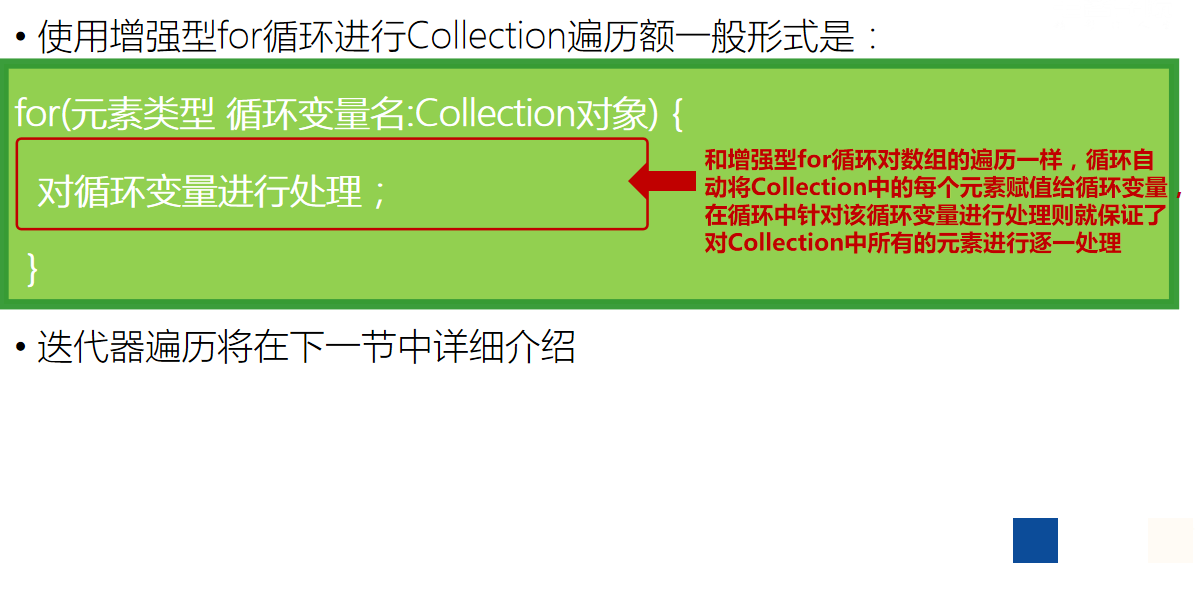 • 使用增强型for循环进行Collection遍历额一般形式是：
for(元素类型 循环变量名:Collection对象) {
对循环变量进行处理；
}
和增强型for循环对数组的遍历一样，循环自
动将Collection中的每个元素赋值给循环变量，
在循环中针对该循环变量进行处理则就保证了
对Collection中所有的元素进行逐一处理
• 迭代器遍历将在下一节中详细介绍